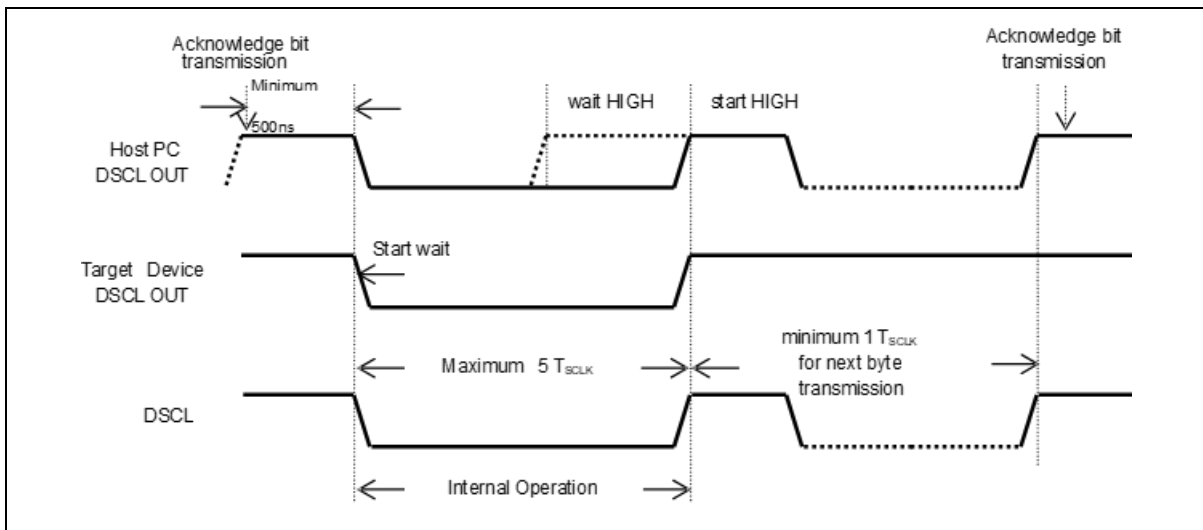 Acknowledge bit
transmission
Minimum
500ns
Acknowledge bit
transmission
wait HIGH
start HIGH
Host PC
DSCL OUT
Start wait
Target Device
DSCL OUT
Maximum 5 TSCLK
minimum 1 TSCLK
for next byte
transmission
DSCL
Internal Operation